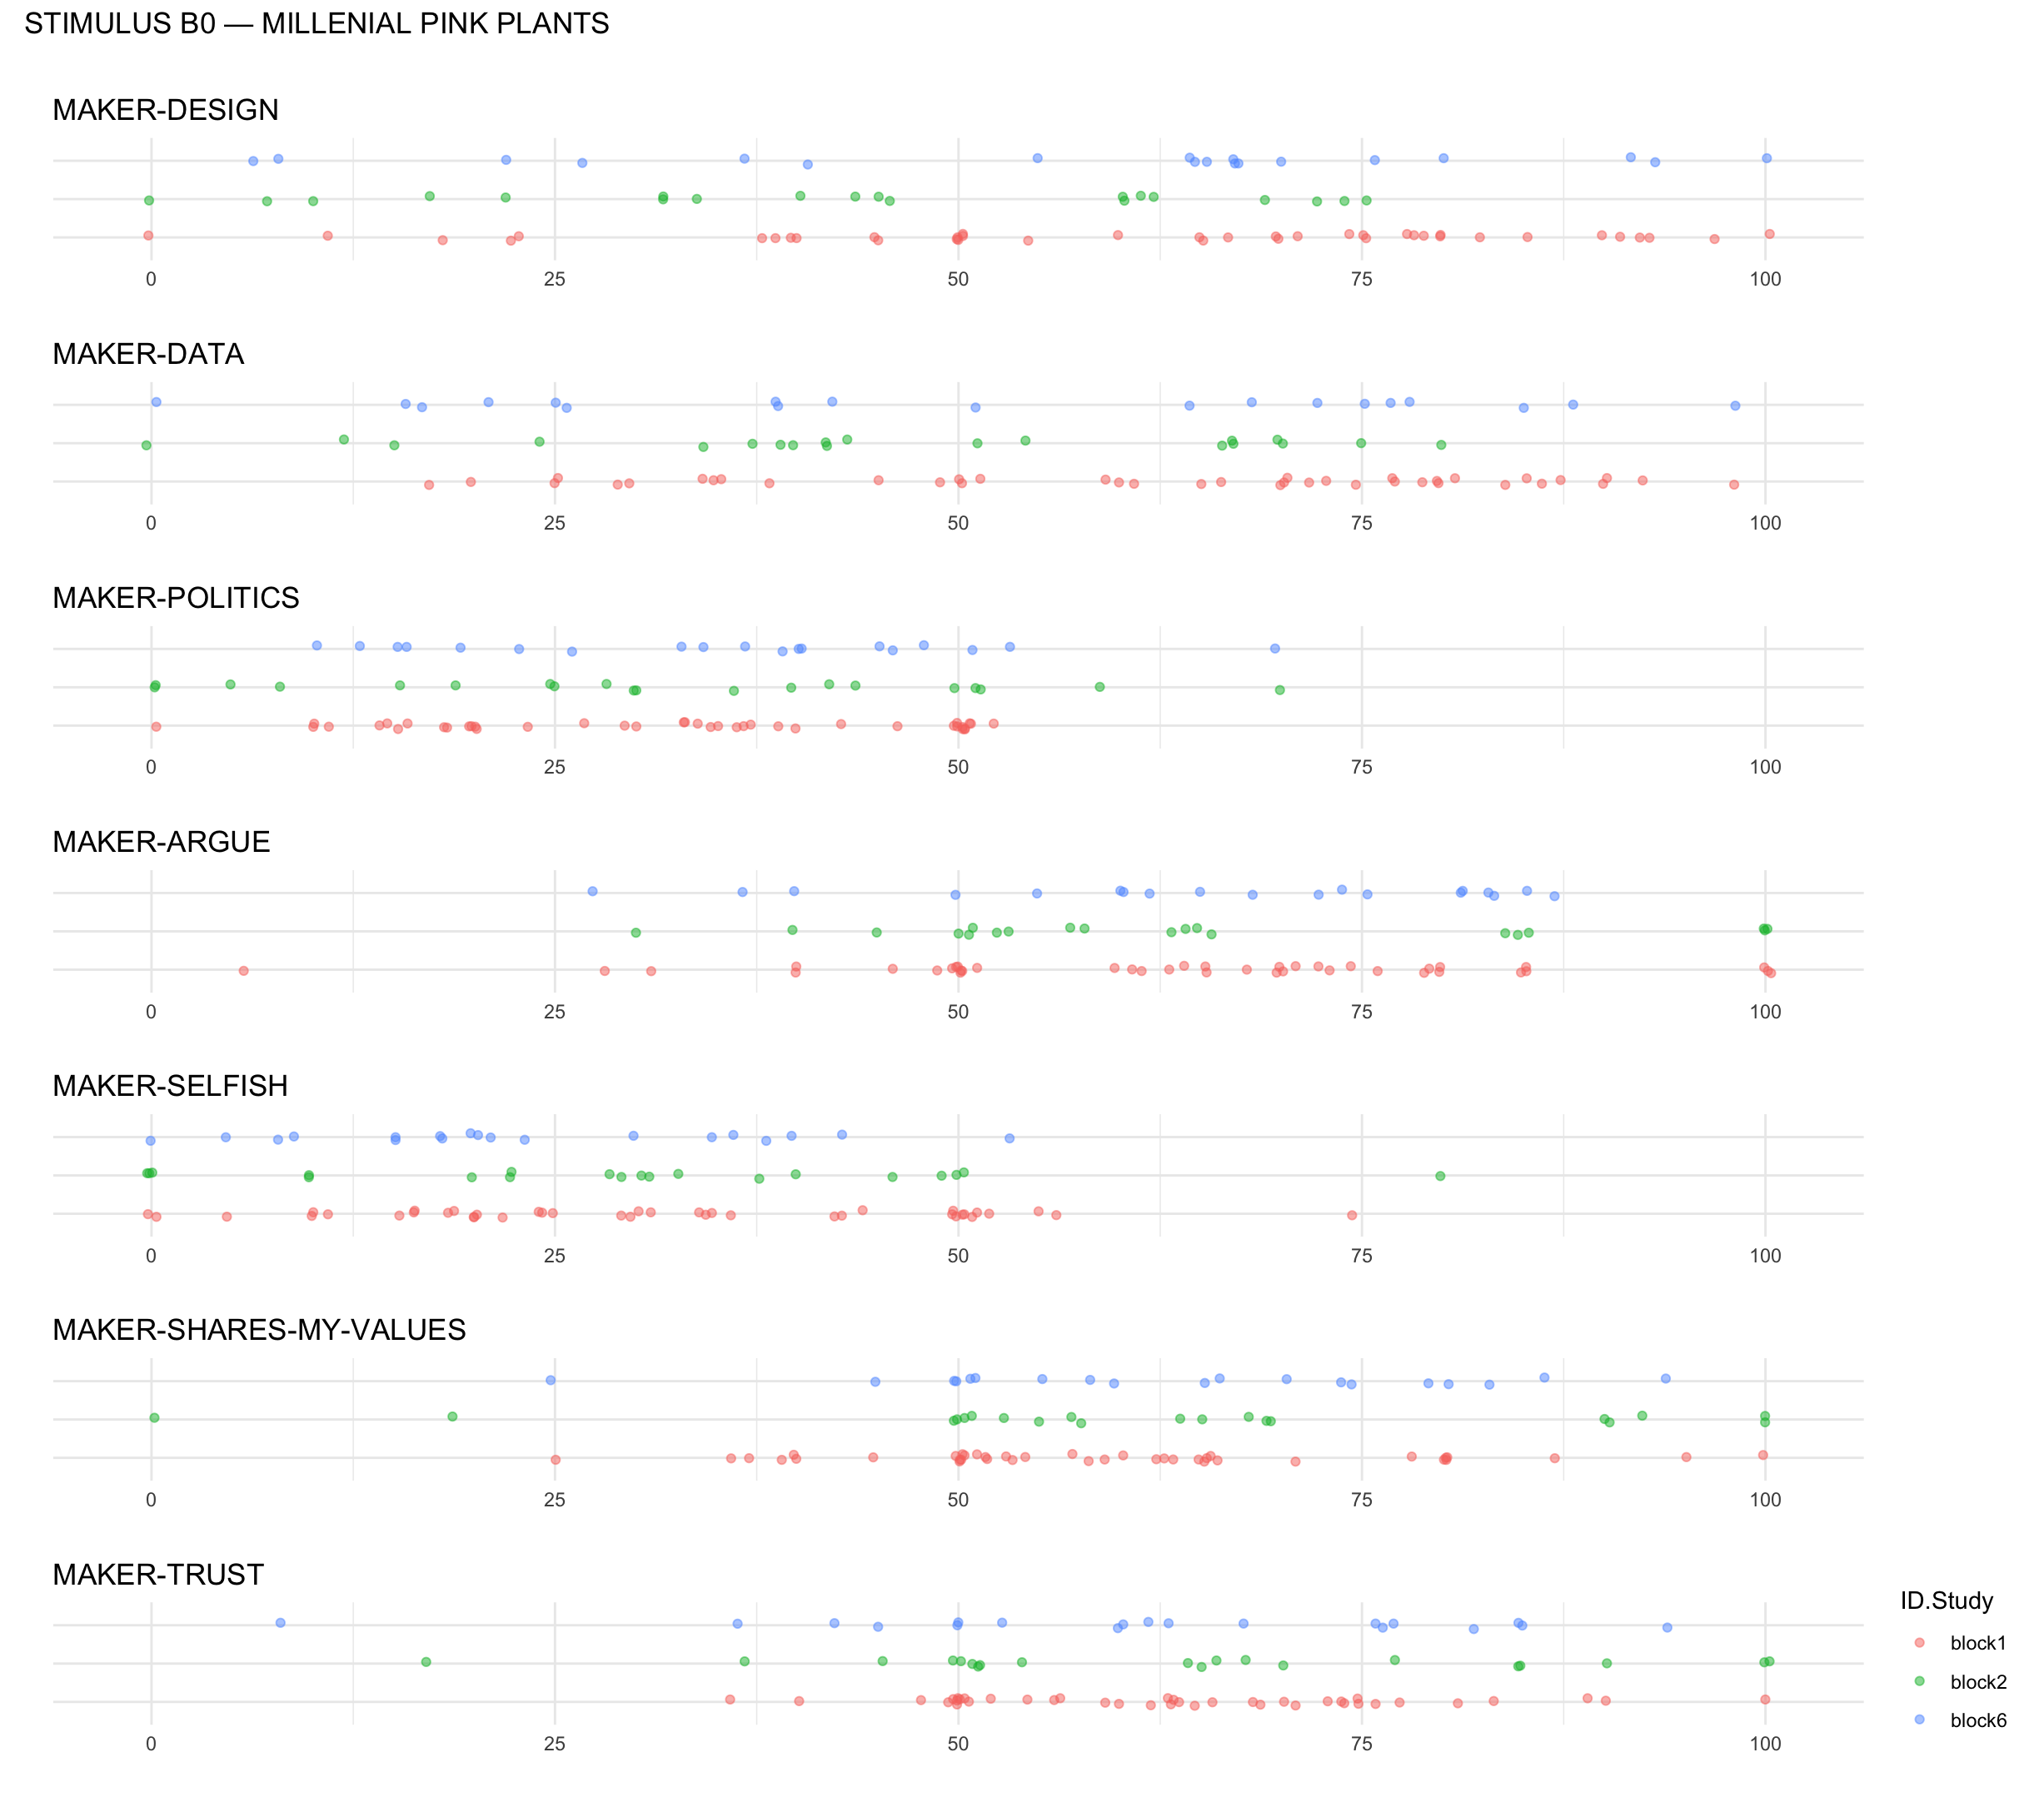 STIMULUS B0 — MILLENIAL PINK PLANTS
MAKER-DESIGN
0 25 50 75 100
MAKER-DATA
0 25 50 75 100
MAKER-POLITICS
0 25 50 75 100
MAKER-ARGUE
0 25 50 75 100
MAKER-SELFISH
0 25 50 75 100
MAKER-SHARES-MY-VALUES
0 25 50 75 100
MAKER-TRUST
0 25 50 75 100
ID.Study
block1
block2
block6